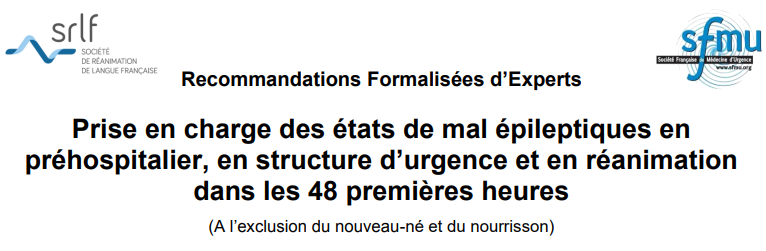 srlf
SOCIÉTÉ
DE RÉANIMATION
DE LANGUE FRANÇAISE
sfmu
Société Française de Médecine d'Urgence
www.sfmu.org
Recommandations Formalisées d'Experts
Prise en charge des états de mal épileptiques en
préhospitalier, en structure d'urgence et en réanimation
dans les 48 premières heures
(A l'exclusion du nouveau-né et du nourrisson)